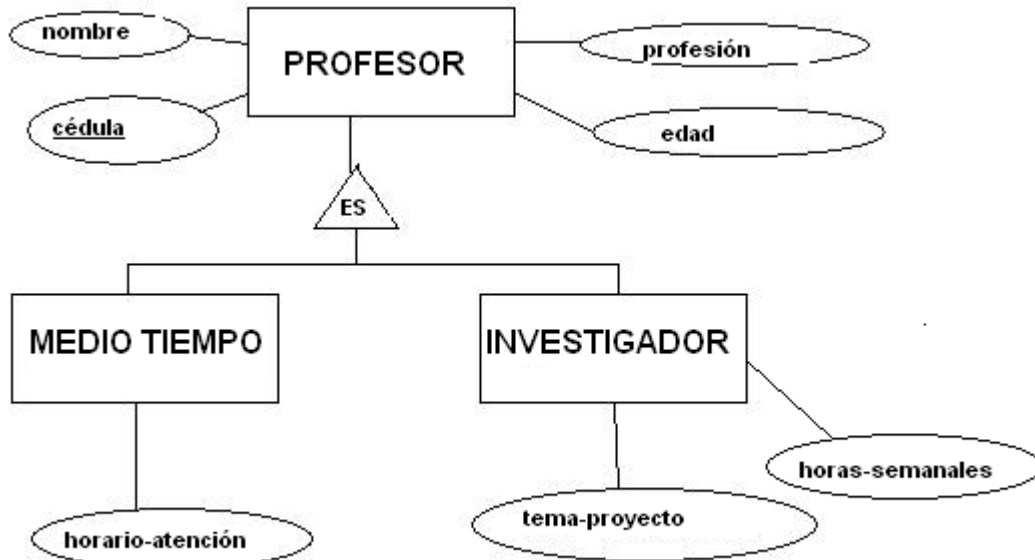 nombre
PROFESOR
profesión
cédula
edad
ES
MEDIO TIEMPO
INVESTIGADOR
horas-semanales
tema-proyecto
horario-atención